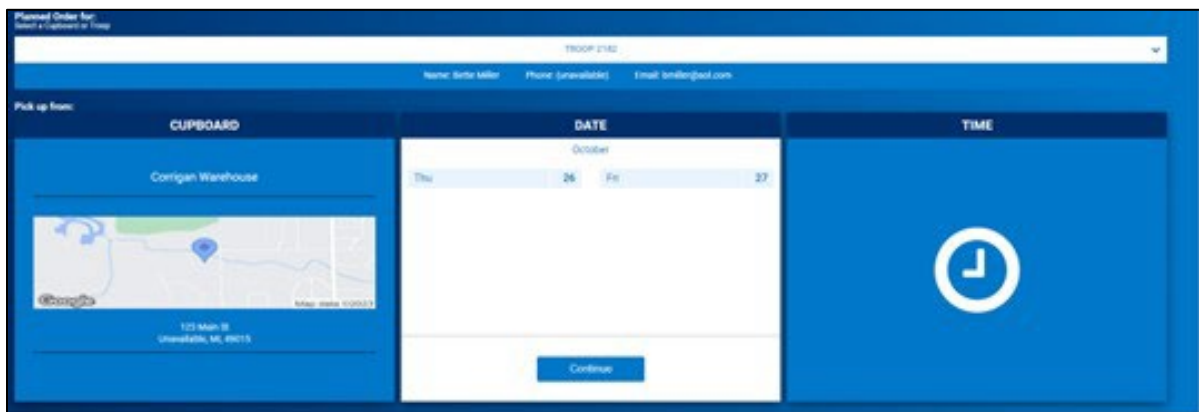 Planned Order for:
Select a Cupboard or Troop
TROOP 2182
Name: Bette Miller Phone: (unavailable) Email: bmiller@aol.com
Pick up from:
CUPBOARD
Corrigan Warehouse
Google
Map data ©2023
123 Main St
Unavailable, MI, 49015
DATE
October
Thu 26 Fri 27
Continue
TIME